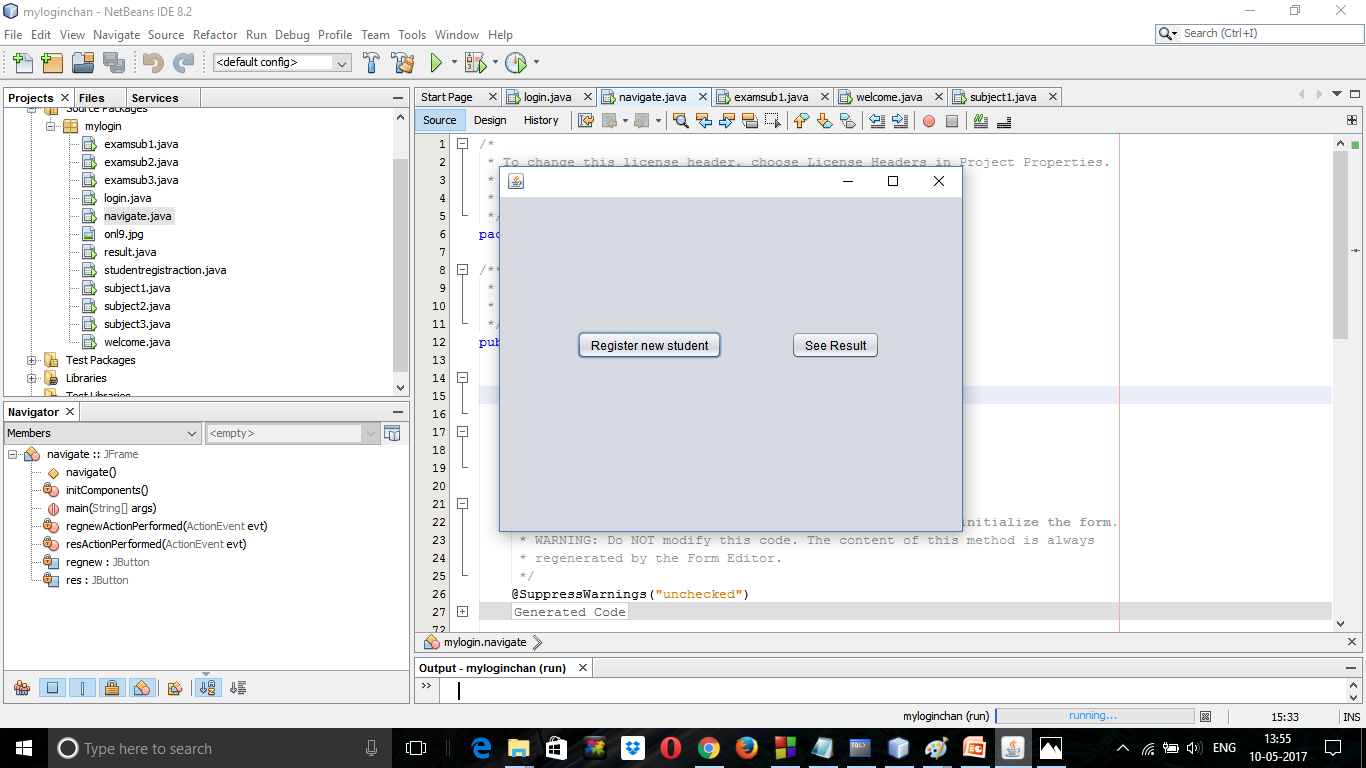 myloginchan - NetBeans IDE 8.2
File Edit View Navigate Source Refactor Run Debug Profile Team Tools Window Help
Search (Ctrl+I)
<default config>
Projects Files Services
Source Packages
mylogin
examsub1.java
examsub2.java
examsub3.java
login.java
navigate.java
onl9.jpg
result.java
studentregistraction.java
subject1.java
subject2.java
subject3.java
welcome.java
Test Packages
Libraries
Test Libraries
Navigator
Members <empty>
navigate :: JFrame
navigate()
initComponents()
main(String[] args)
regnewActionPerformed(ActionEvent evt)
resActionPerformed(ActionEvent evt)
regnew : JButton
res : JButton
Start Page login.java navigate.java examsub1.java welcome.java subject1.java
Source Design History
1 /*
2 * To change this license header, choose License Headers in Project Properties.
3 *
4 *
5 */
6 pac
7
8 /**
9 *
10 *
11 */
12 pub
13
14
15
16
17
18
19
20
21
22 initialize the form.
23 * WARNING: Do NOT modify this code. The content of this method is always
24 * regenerated by the Form Editor.
25 */
26 @SuppressWarnings("unchecked")
27 Generated Code
72
Register new student See Result
mylogin.navigate
Output - myloginchan (run)
myloginchan (run) running... 15:33 INS
Type here to search
SQL>
ENG
13:55
10-05-2017